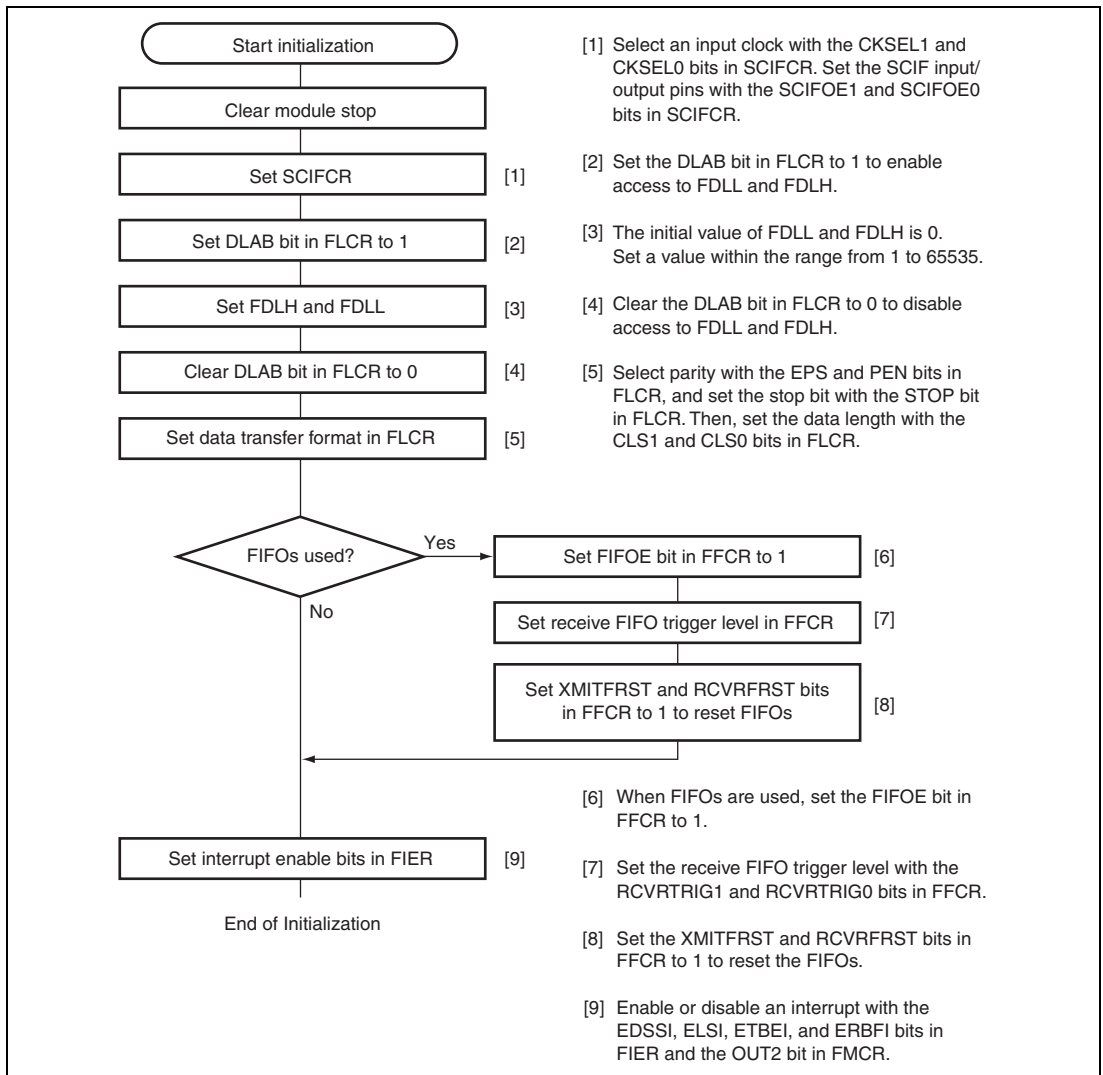 Start initialization
Clear module stop
Set SCIFCR
[1]
Set DLAB bit in FLCR to 1
[2]
Set FDLH and FDLL
[3]
Clear DLAB bit in FLCR to 0
[4]
Set data transfer format in FLCR
[5]
[1] Select an input clock with the CKSEL1 and
CKSEL0 bits in SCIFCR. Set the SCIF input/
output pins with the SCIFOE1 and SCIFOE0
bits in SCIFCR.
[2] Set the DLAB bit in FLCR to 1 to enable
access to FDLL and FDLH.
[3] The initial value of FDLL and FDLH is 0.
Set a value within the range from 1 to 65535.
[4] Clear the DLAB bit in FLCR to 0 to disable
access to FDLL and FDLH.
[5] Select parity with the EPS and PEN bits in
FLCR, and set the stop bit with the STOP bit
in FLCR. Then, set the data length with the
CLS1 and CLS0 bits in FLCR.
FIFOs used?
Yes
No
Set FIFOE bit in FFCR to 1
[6]
Set receive FIFO trigger level in FFCR
[7]
Set XMITFRST and RCVRFRST bits
in FFCR to 1 to reset FIFOs
[8]
Set interrupt enable bits in FIER
[9]
End of Initialization
[6] When FIFOs are used, set the FIFOE bit in
FFCR to 1.
[7] Set the receive FIFO trigger level with the
RCVRTRIG1 and RCVRTRIG0 bits in FFCR.
[8] Set the XMITFRST and RCVRFRST bits in
FFCR to 1 to reset the FIFOs.
[9] Enable or disable an interrupt with the
EDSSI, ELSI, ETBEI, and ERBFI bits in
FIER and the OUT2 bit in FMCR.